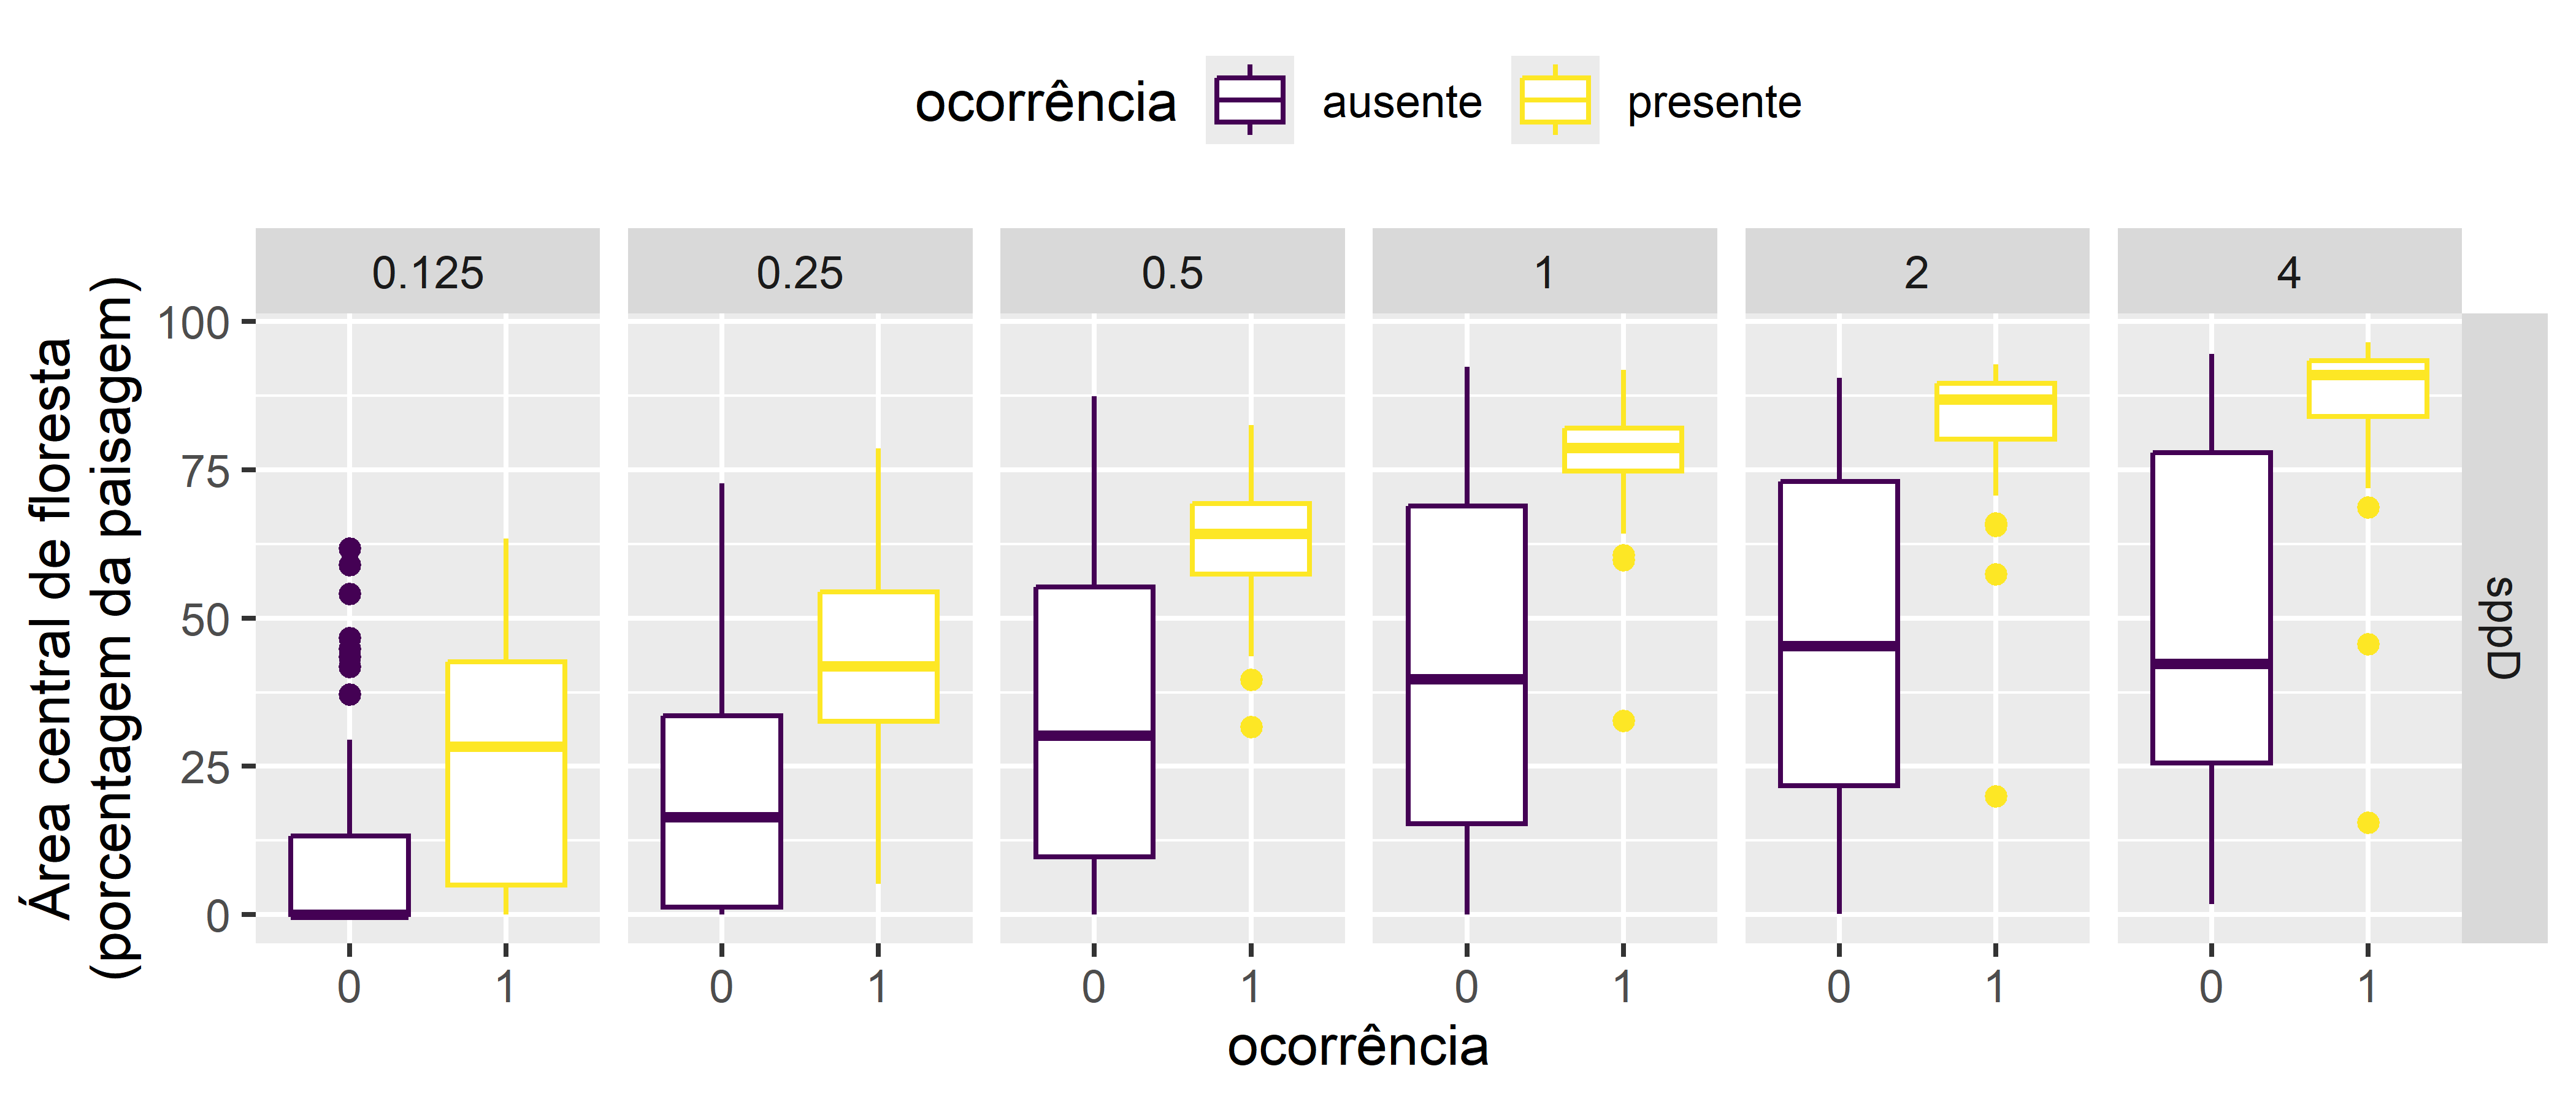 ocorrência ausente presente
0.125 0.25 0.5 1 2 4
Área central de floresta
(porcentagem da paisagem)
100
75
50
25
0
sppD
0 1 0 1 0 1 0 1 0 1 0 1
ocorrência